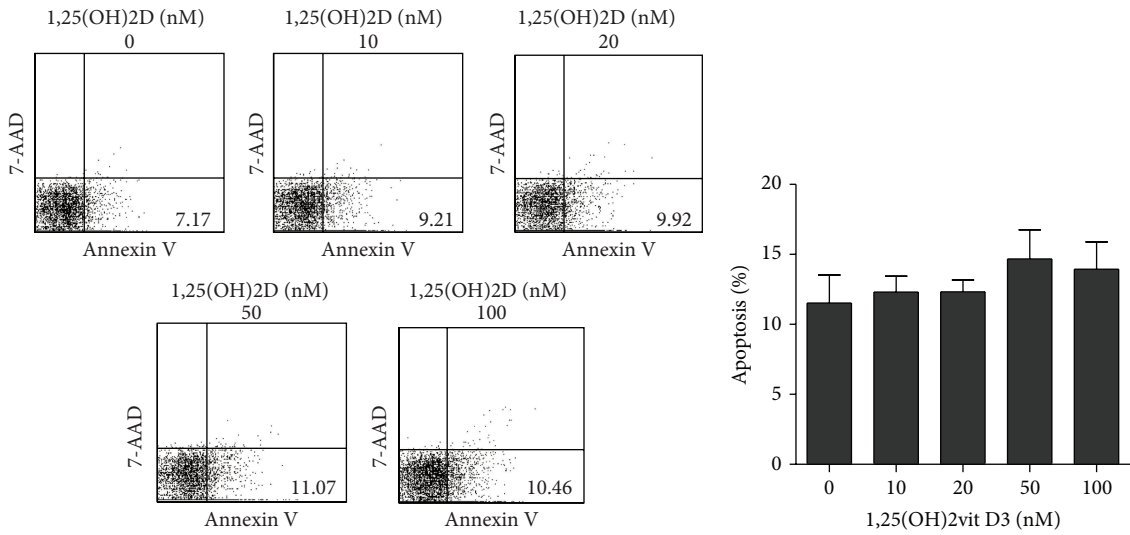 1,25(OH)2D (nM)
0
7-AAD
7.17
Annexin V
1,25(OH)2D (nM)
10
7-AAD
9.21
Annexin V
1,25(OH)2D (nM)
20
7-AAD
9.92
Annexin V
1,25(OH)2D (nM)
50
7-AAD
11.07
Annexin V
1,25(OH)2D (nM)
100
7-AAD
10.46
Annexin V
Apoptosis (%)
20
15
10
5
0
0 10 20 50 100
1,25(OH)2vit D3 (nM)